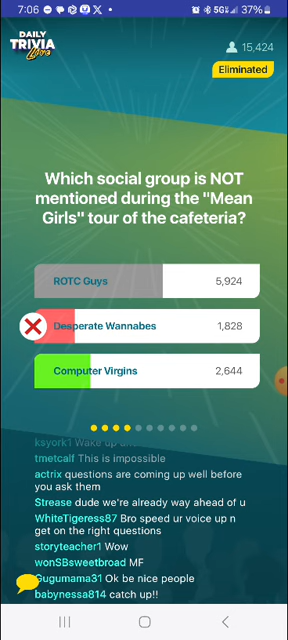 7:06
5G
37%
DAILY
TRIVIA
Live
15,424
Eliminated
Which social group is NOT
mentioned during the "Mean
Girls" tour of the cafeteria?
ROTC Guys 5,924
Desperate Wannabes 1,828
Computer Virgins 2,644
ksyork1 Wake up
tmetcalf This is impossible
actrix questions are coming up well before
you ask them
Strease dude we're already way ahead of u
WhiteTigeress87 Bro speed ur voice up n
get on the right questions
storyteacher1 Wow
wonSBsweetbroad MF
Gugumama31 Ok be nice people
babynessa814 catch up!!